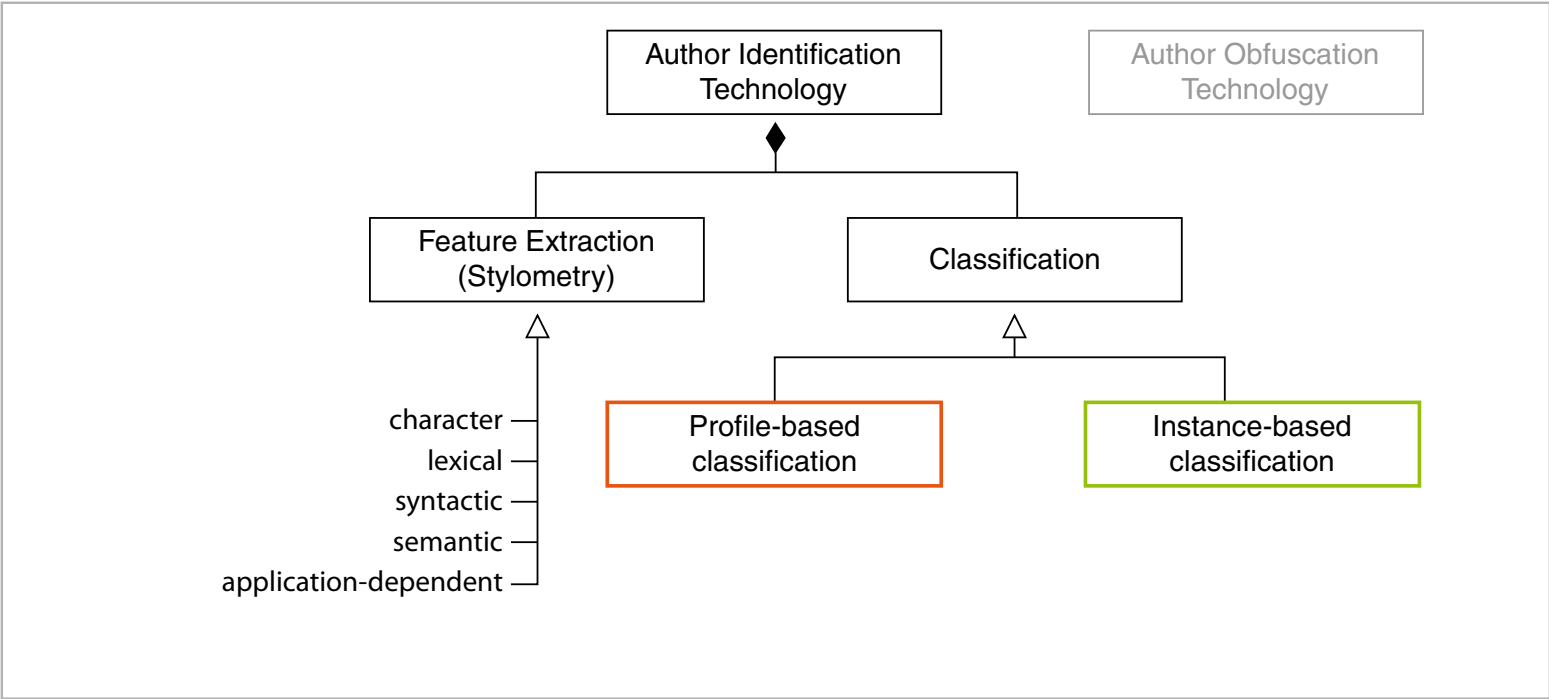 Author Identification
Technology
Author Obfuscation
Technology
Feature Extraction
(Stylometry)
Classification
character
lexical
syntactic
semantic
application-dependent
Profile-based
classification
Instance-based
classification